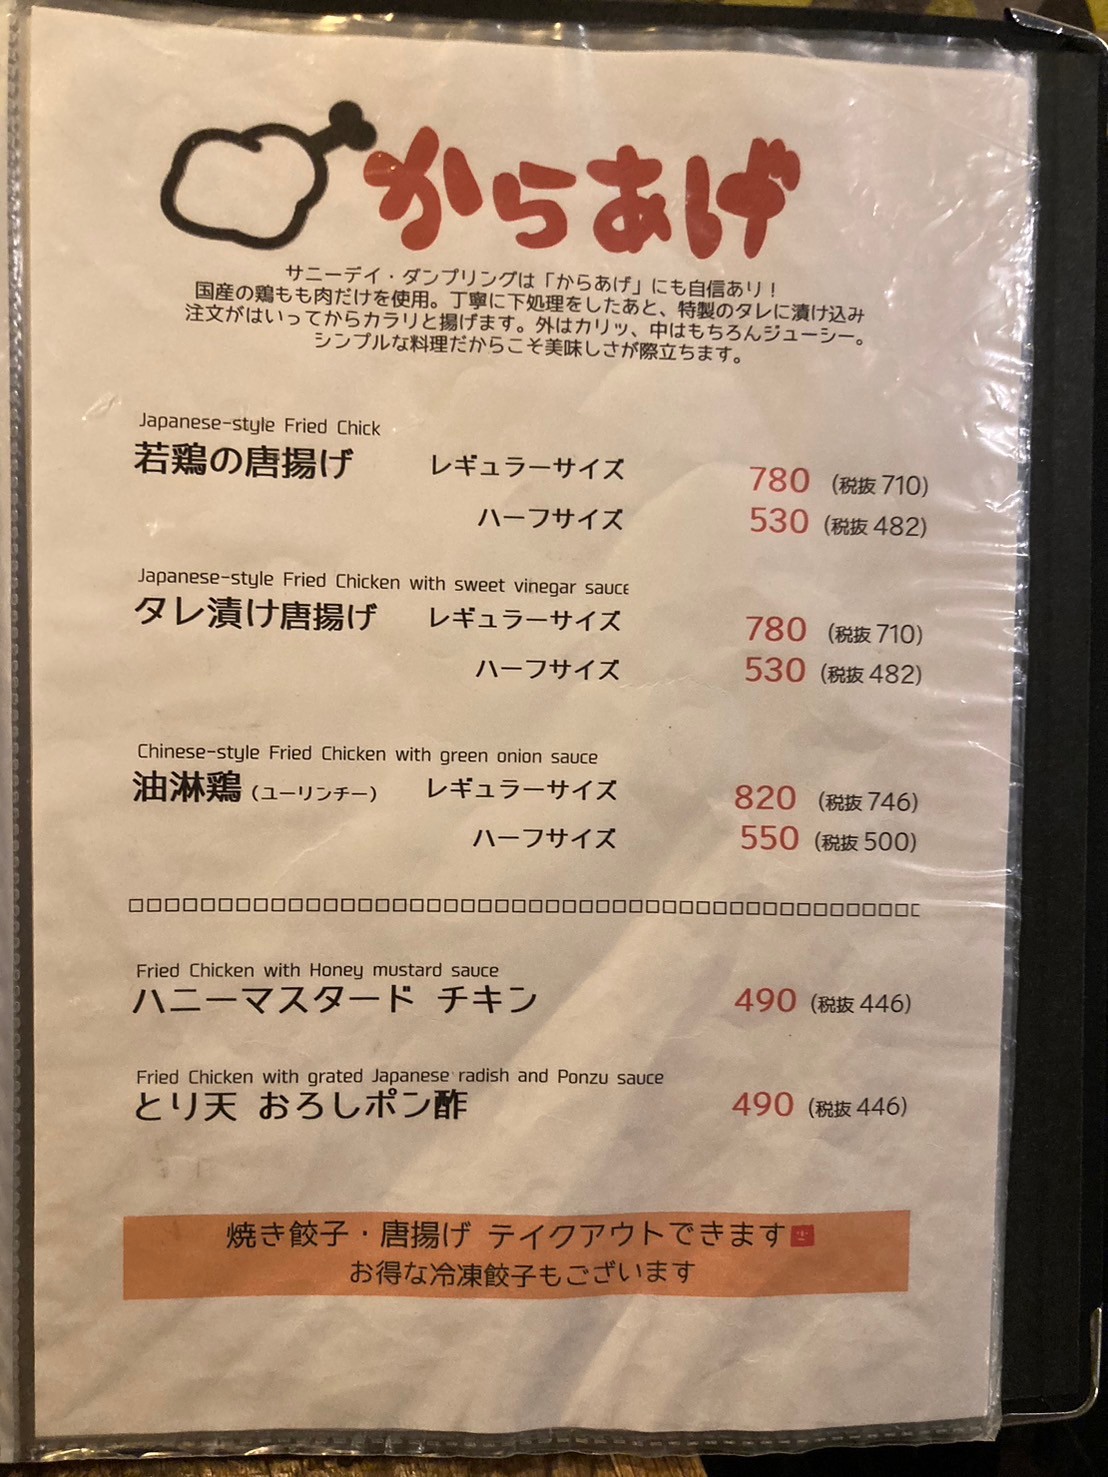 からあげ
サニーデイ・ダンプリングは「からあげ」にも自信あり！
国産の鶏もも肉だけを使用。丁寧に下処理をしたあと、特製のタレに漬け込み
注文がはいってからカラリと揚げます。外はカリッ、中はもちろんジューシー。
シンプルな料理だからこそ美味しさが際立ちます。
Japanese-style Fried Chick
若鶏の唐揚げ レギュラーサイズ 780 (税抜 710)
ハーフサイズ 530 (税抜 482)
Japanese-style Fried Chicken with sweet vinegar sauce
タレ漬け唐揚げ レギュラーサイズ 780 (税抜 710)
ハーフサイズ 530 (税抜 482)
Chinese-style Fried Chicken with green onion sauce
油淋鶏（ユーリンチー） レギュラーサイズ 820 (税抜 746)
ハーフサイズ 550 (税抜 500)
Fried Chicken with Honey mustard sauce
ハニーマスタード チキン 490 (税抜 446)
Fried Chicken with grated Japanese radish and Ponzu sauce
とり天 おろしポン酢 490 (税抜 446)
焼き餃子・唐揚げ テイクアウトできます
お得な冷凍餃子もございます